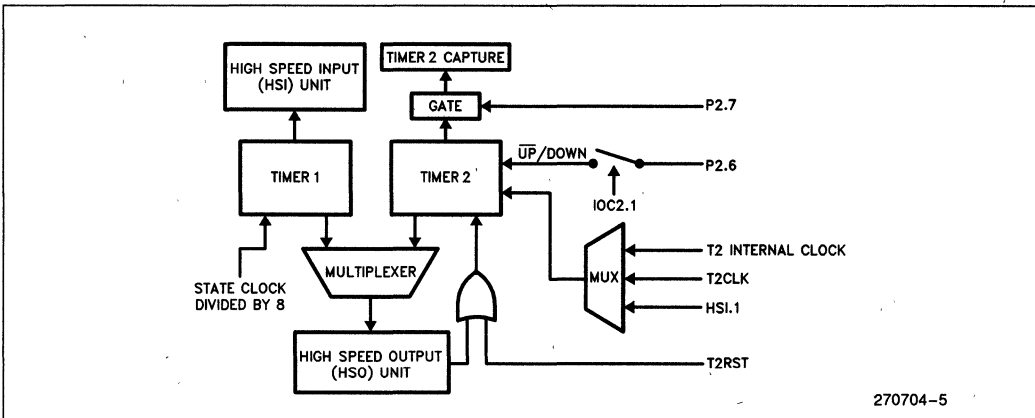 HIGH SPEED INPUT
(HSI) UNIT
TIMER 2 CAPTURE
GATE
P2.7
TIMER 1
TIMER 2
UP/DOWN
P2.6
IOC2.1
STATE CLOCK
DIVIDED BY 8
MULTIPLEXER
MUX
T2 INTERNAL CLOCK
T2CLK
HSI.1
HIGH SPEED OUTPUT
(HSO) UNIT
T2RST
270704-5